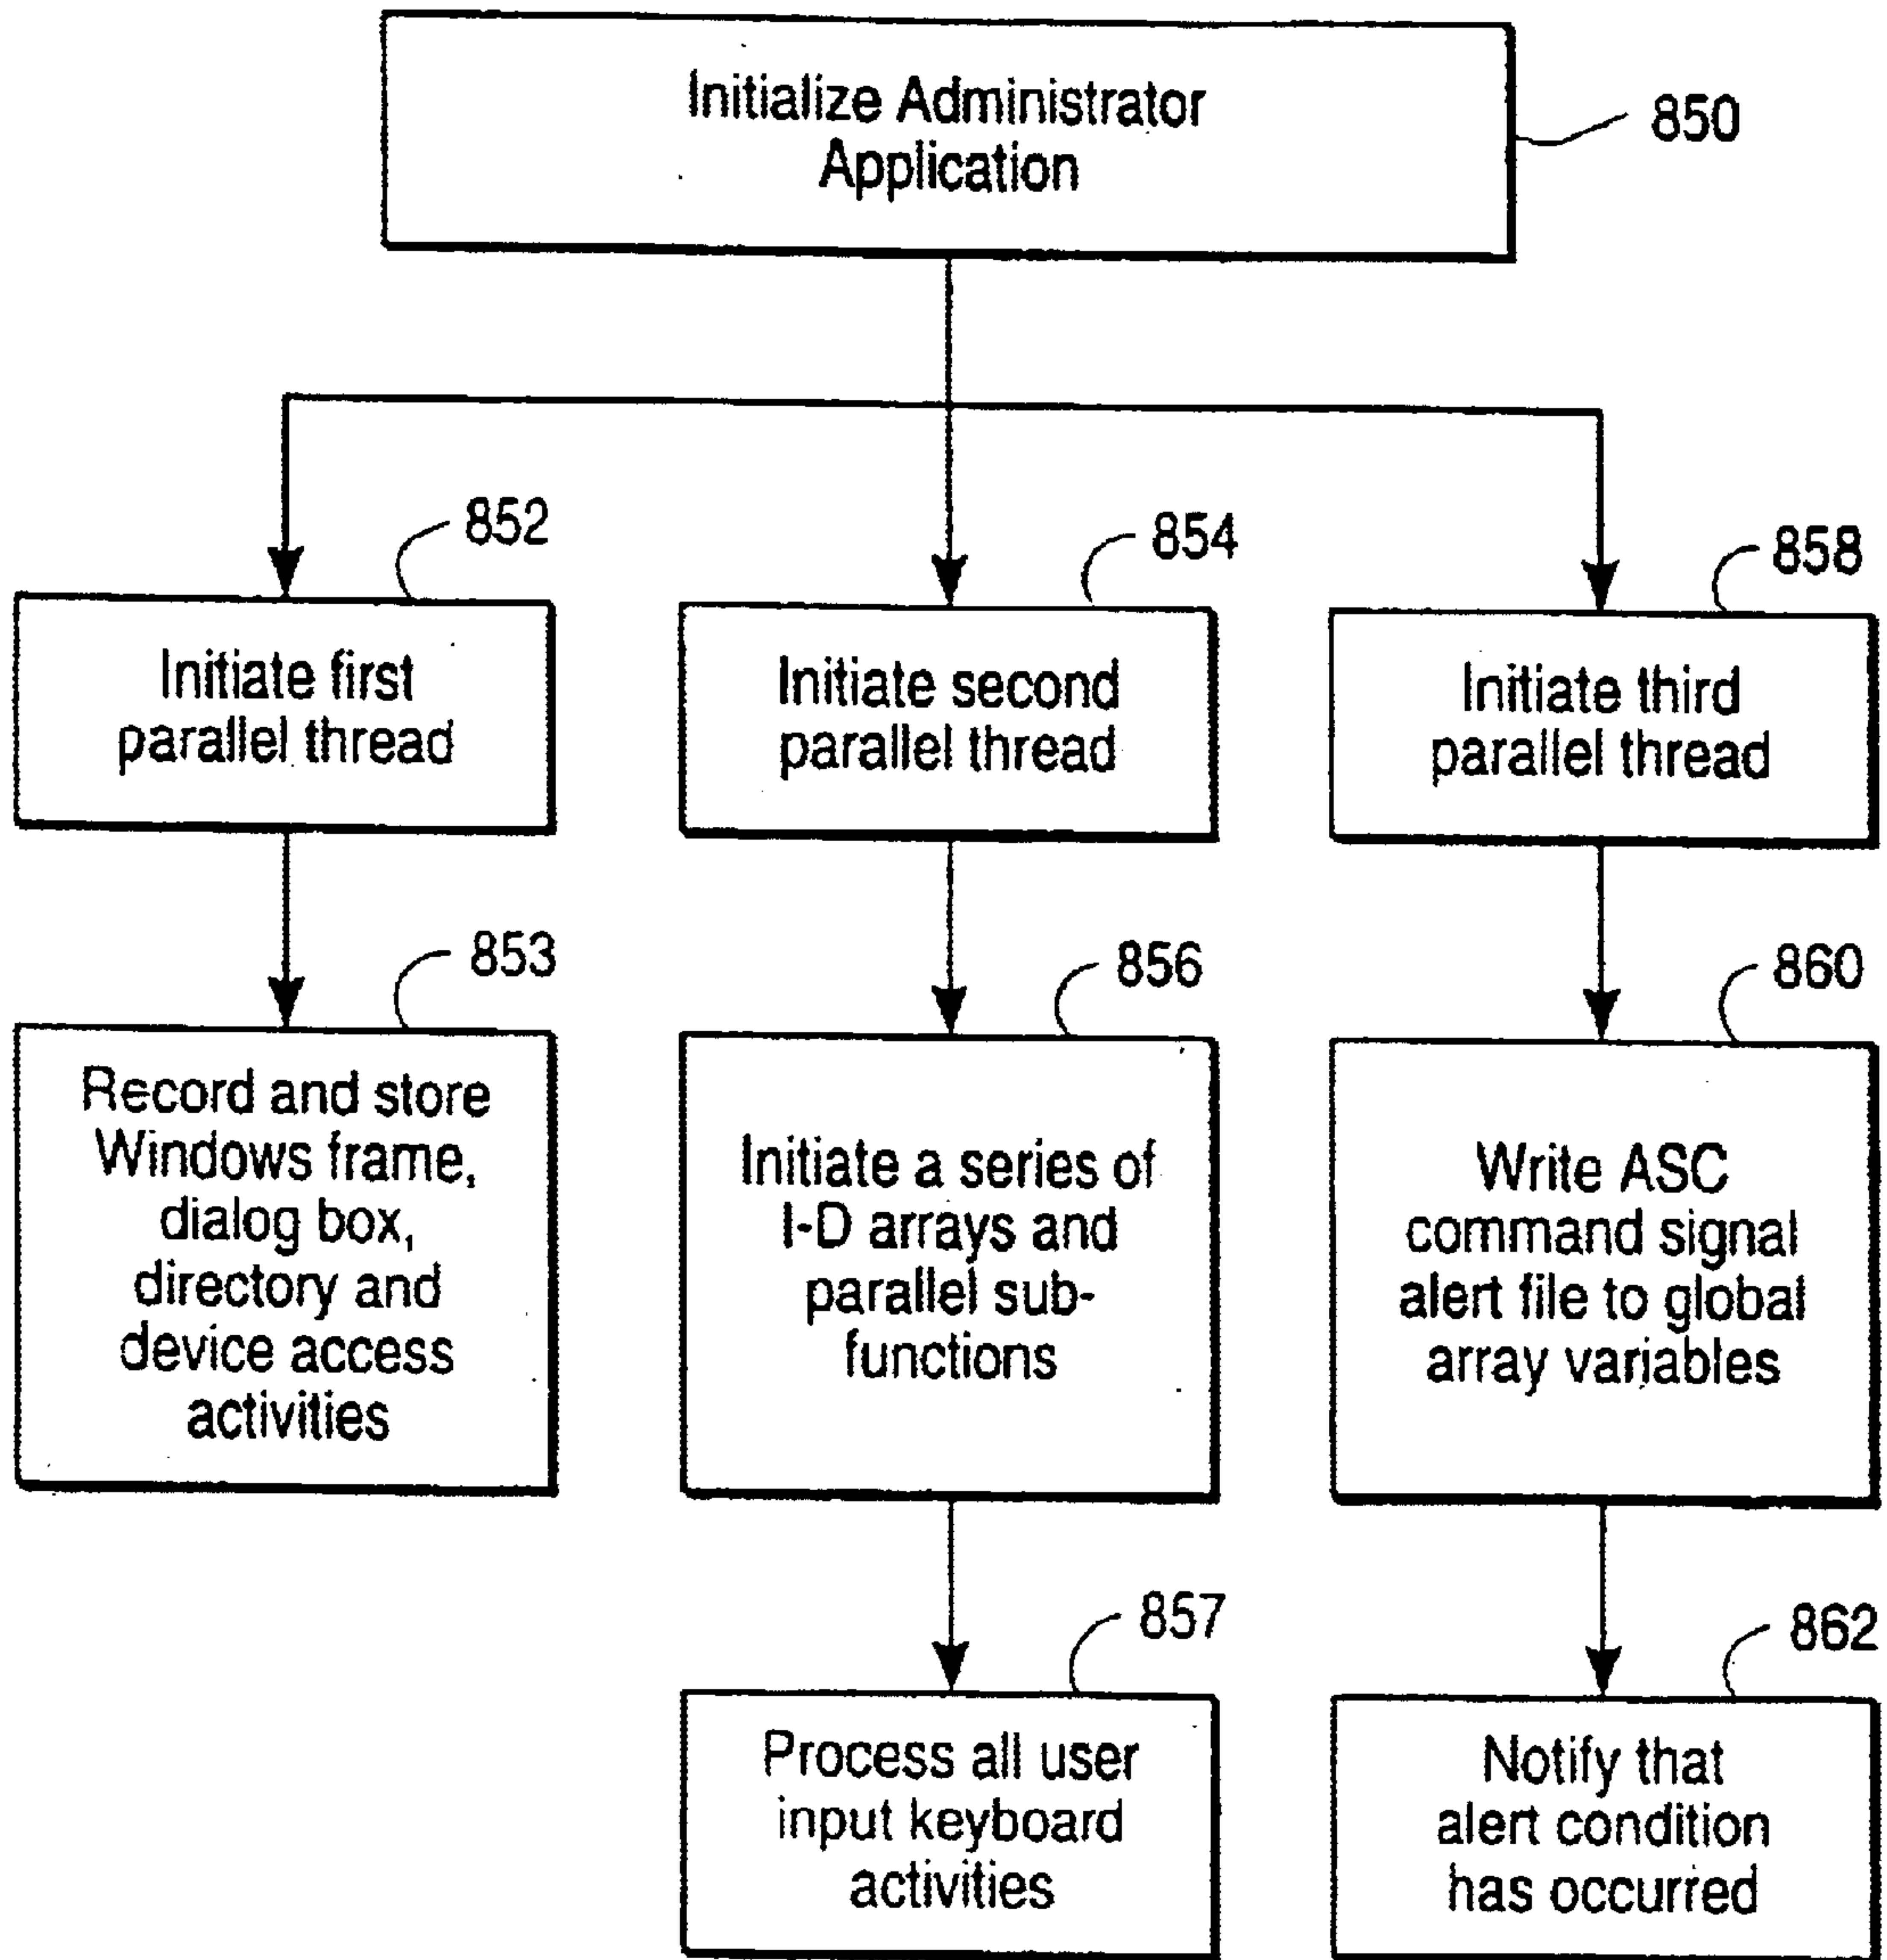 Initialize Administrator
Application
850
852
Initiate first
parallel thread
854
Initiate second
parallel thread
858
Initiate third
parallel thread
853
Record and store
Windows frame,
dialog box,
directory and
device access
activities
856
Initiate a series of
I-D arrays and
parallel sub-
functions
860
Write ASC
command signal
alert file to global
array variables
857
Process all user
input keyboard
activities
862
Notify that
alert condition
has occurred